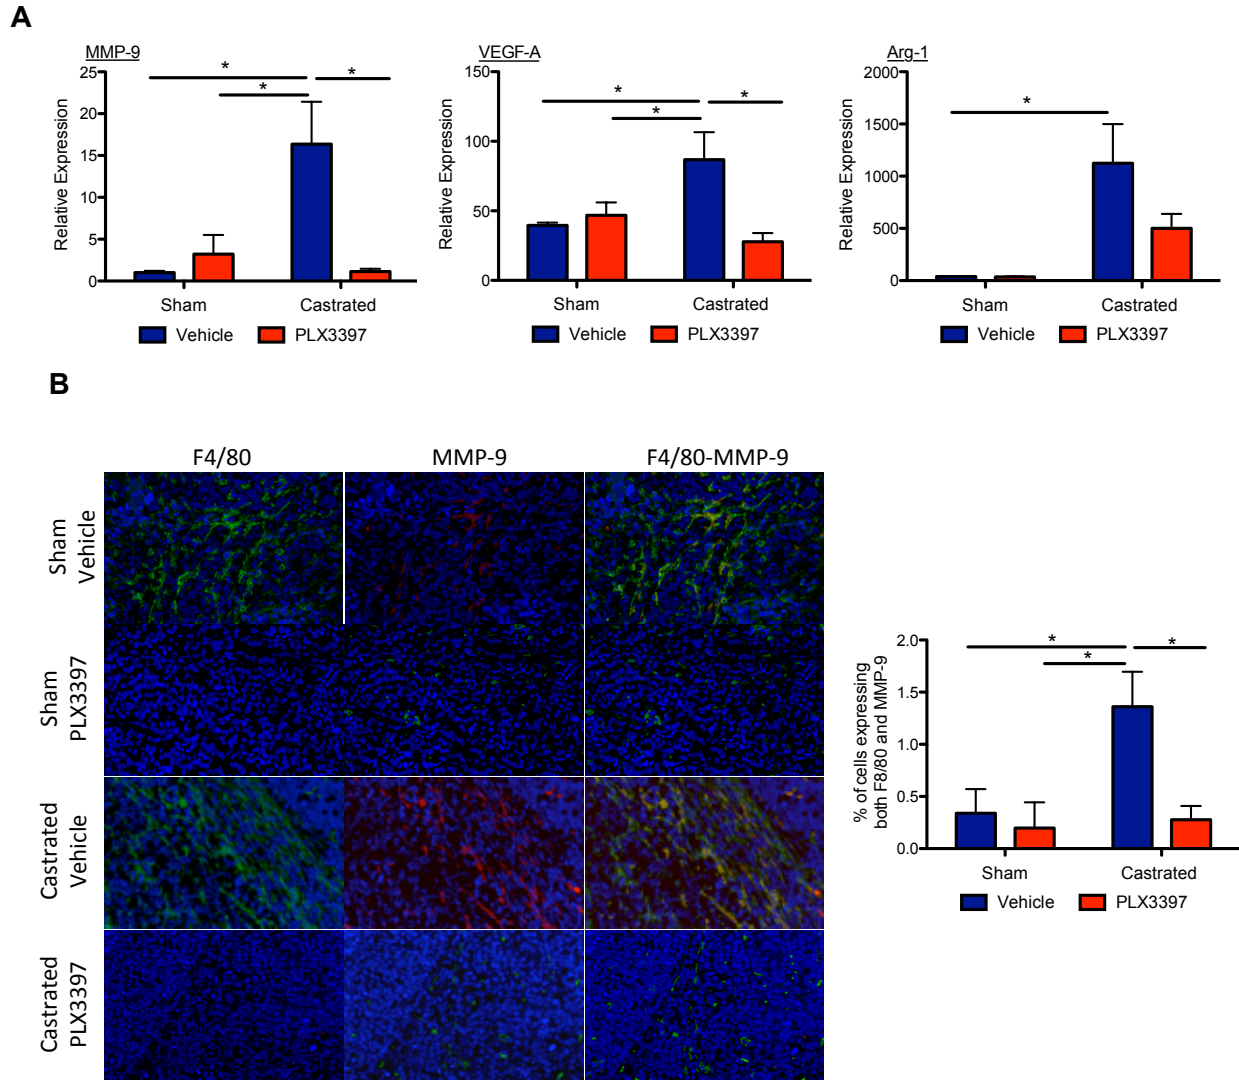 A
MMP-9
Relative Expression
25
20
15
10
5
0
*
*
*
Sham
Castrated
Vehicle
PLX3397
VEGF-A
Relative Expression
150
100
50
0
*
*
*
Sham
Castrated
Vehicle
PLX3397
Arg-1
Relative Expression
2000
1500
1000
500
0
*
Sham
Castrated
Vehicle
PLX3397
B
F4/80
MMP-9
F4/80-MMP-9
Sham
Vehicle
Sham
PLX3397
Castrated
Vehicle
Castrated
PLX3397
% of cells expressing
both F8/80 and MMP-9
2.0
1.5
1.0
0.5
0.0
*
*
*
Sham
Castrated
Vehicle
PLX3397